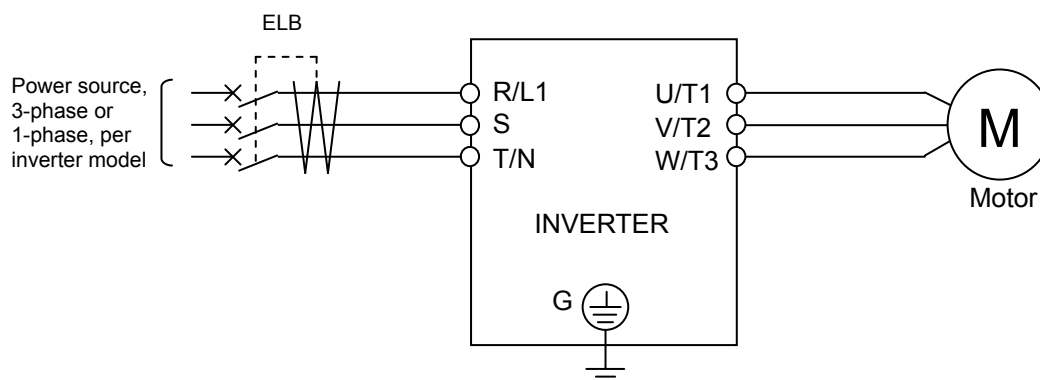 ELB
Power source,
3-phase or
1-phase, per
inverter model
R/L1
S
T/N
U/T1
V/T2
W/T3
M
Motor
INVERTER
G